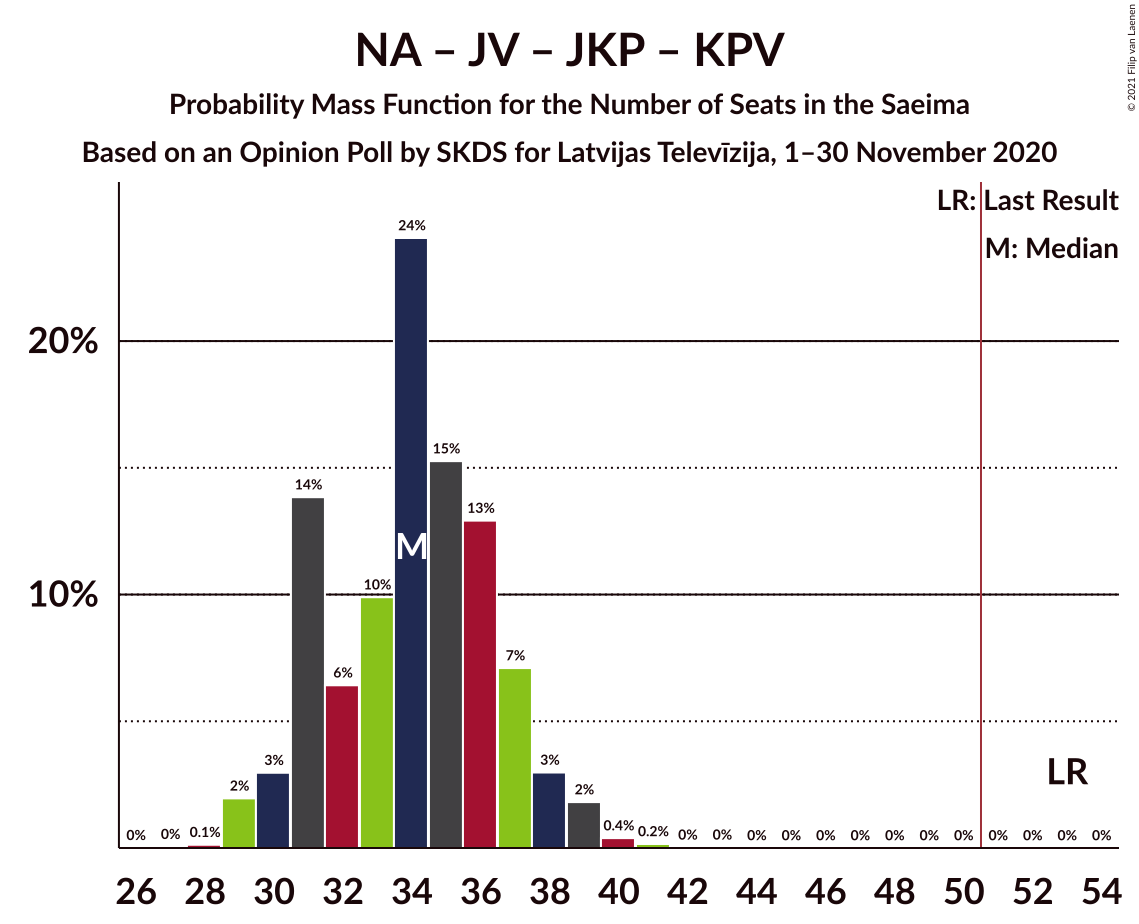 NA – JV – JKP – KPV
Probability Mass Function for the Number of Seats in the Saeima
Based on an Opinion Poll by SKDS for Latvijas Televīzija, 1–30 November 2020
© 2021 Filip van Laenen
LR: Last Result
M: Median
20%
10%
0% 0% 0.1% 2% 3% 14% 6% 10% 24% 15% 13% 7% 3% 2% 0.4% 0.2% 0% 0% 0% 0% 0% 0% 0% 0% 0% 0% 0% 0% 0%
M
LR
26 28 30 32 34 36 38 40 42 44 46 48 50 52 54